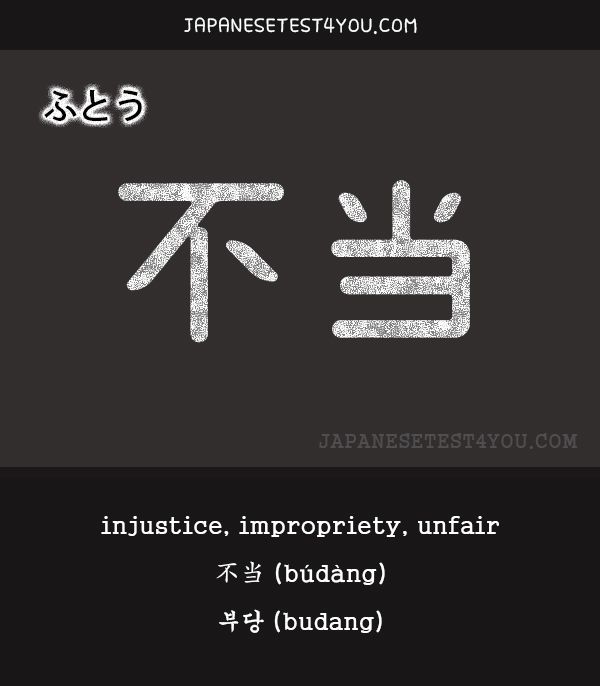 JAPANESETEST4YOU.COM
ふとう
不当
JAPANESETEST4YOU.COM
injustice, impropriety, unfair
不当 (búdàng)
부당 (budang)